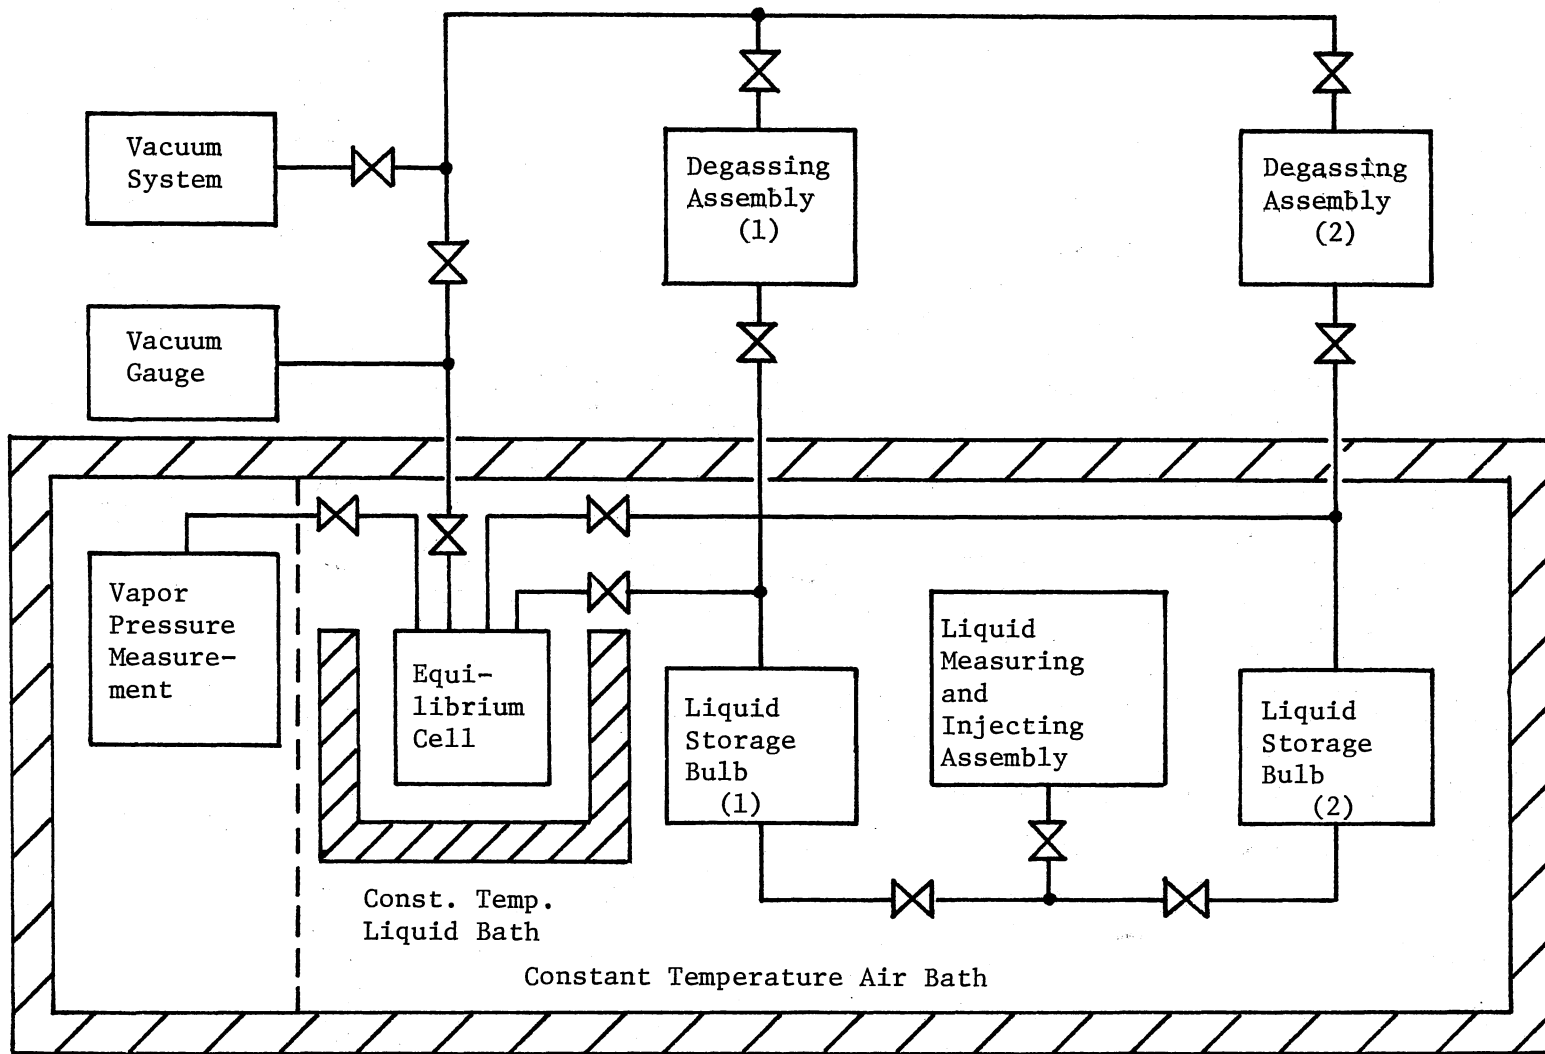 Vacuum
System
Degassing
Assembly
(1)
Degassing
Assembly
(2)
Vacuum
Gauge
Vapor
Pressure
Measure-
ment
Equi-
librium
Cell
Liquid
Storage
Bulb
(1)
Liquid
Measuring
and
Injecting
Assembly
Liquid
Storage
Bulb
(2)
Const. Temp.
Liquid Bath
Constant Temperature Air Bath